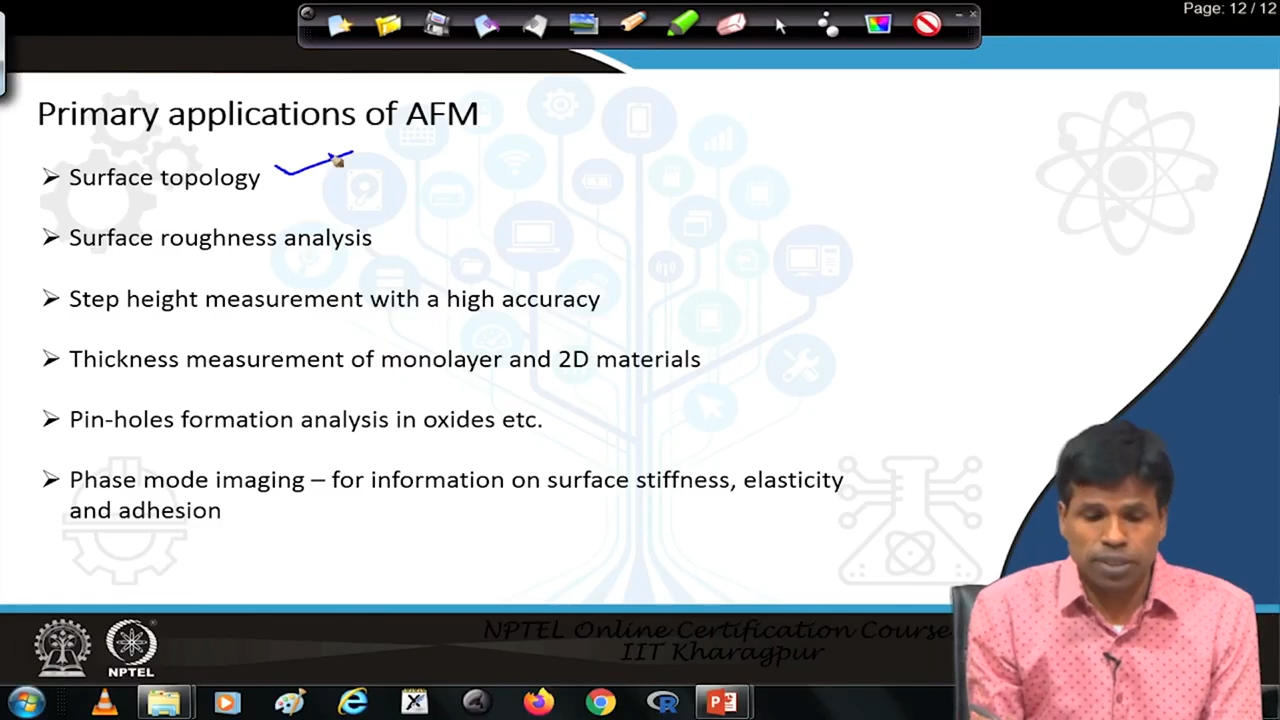 Page: 12 / 12
Primary applications of AFM
➢ Surface topology
➢ Surface roughness analysis
➢ Step height measurement with a high accuracy
➢ Thickness measurement of monolayer and 2D materials
➢ Pin-holes formation analysis in oxides etc.
➢ Phase mode imaging – for information on surface stiffness, elasticity
and adhesion
NPTEL Online Certification Course
IIT Kharagpur
NPTEL